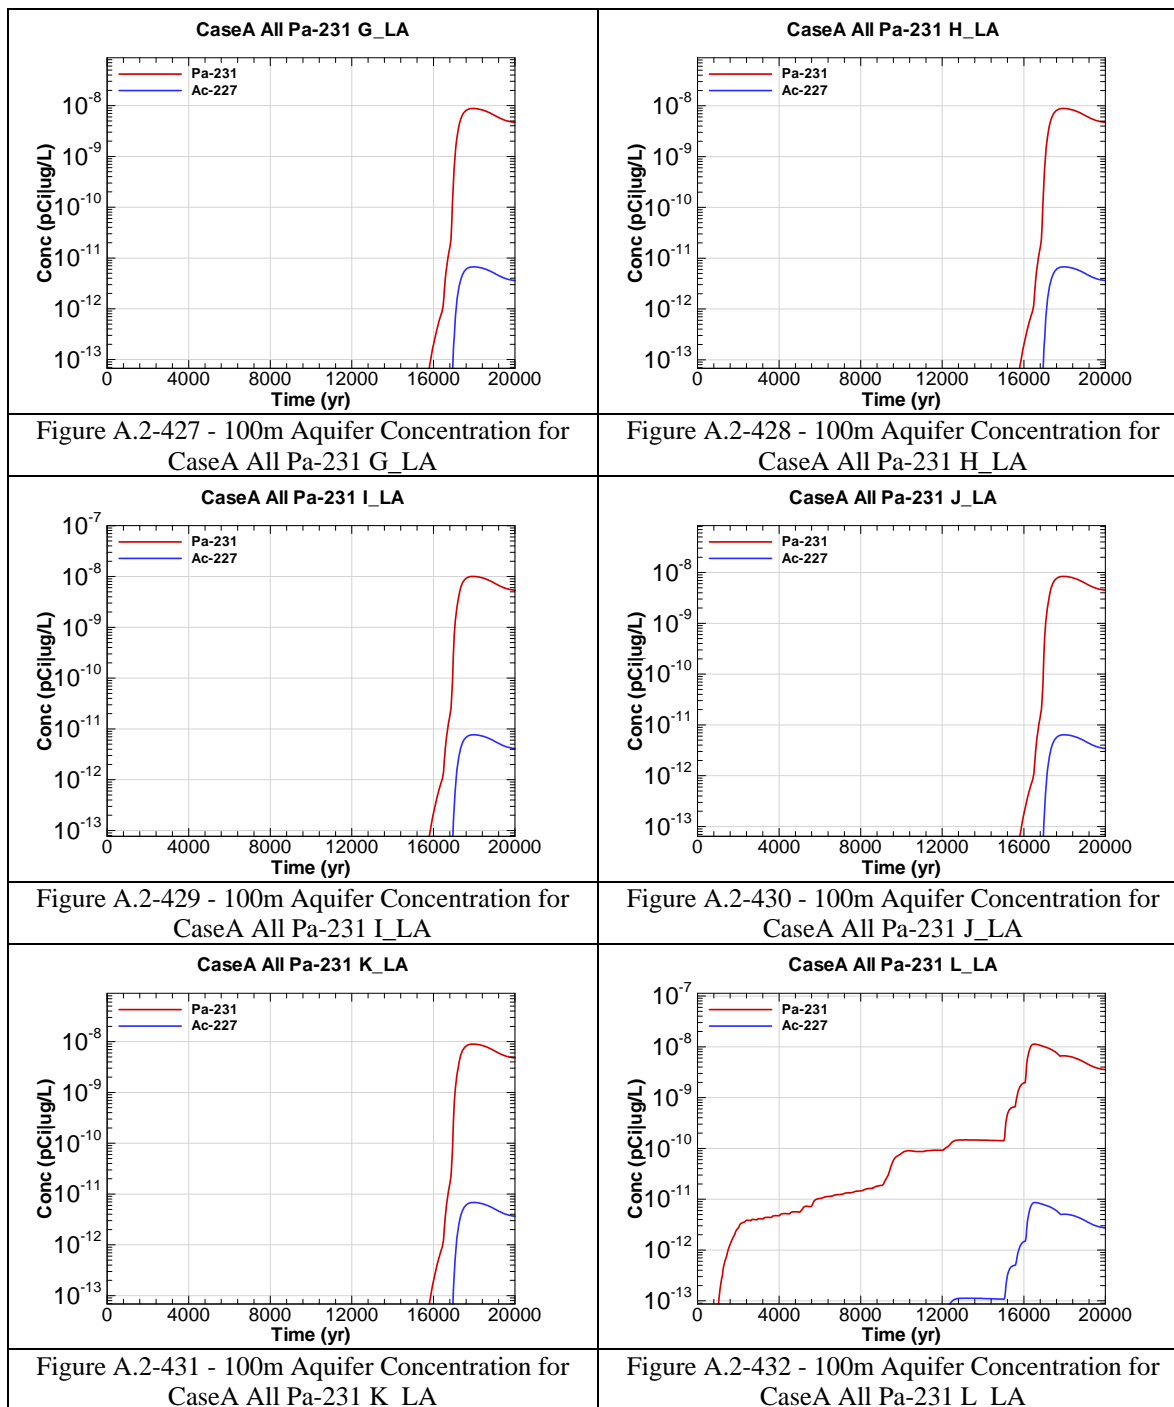 CaseA All Pa-231 G_LA
Pa-231
Ac-227
10-8
10-9
10-10
10-11
10-12
10-13
Conc (pCi|ug/L)
0 4000 8000 12000 16000 20000
Time (yr)
Figure A.2-427 - 100m Aquifer Concentration for
CaseA All Pa-231 G_LA
CaseA All Pa-231 H_LA
Pa-231
Ac-227
10-8
10-9
10-10
10-11
10-12
10-13
Conc (pCi|ug/L)
0 4000 8000 12000 16000 20000
Time (yr)
Figure A.2-428 - 100m Aquifer Concentration for
CaseA All Pa-231 H_LA
CaseA All Pa-231 I_LA
Pa-231
Ac-227
10-7
10-8
10-9
10-10
10-11
10-12
10-13
Conc (pCi|ug/L)
0 4000 8000 12000 16000 20000
Time (yr)
Figure A.2-429 - 100m Aquifer Concentration for
CaseA All Pa-231 I_LA
CaseA All Pa-231 J_LA
Pa-231
Ac-227
10-8
10-9
10-10
10-11
10-12
10-13
Conc (pCi|ug/L)
0 4000 8000 12000 16000 20000
Time (yr)
Figure A.2-430 - 100m Aquifer Concentration for
CaseA All Pa-231 J_LA
CaseA All Pa-231 K_LA
Pa-231
Ac-227
10-8
10-9
10-10
10-11
10-12
10-13
Conc (pCi|ug/L)
0 4000 8000 12000 16000 20000
Time (yr)
Figure A.2-431 - 100m Aquifer Concentration for
CaseA All Pa-231 K_LA
CaseA All Pa-231 L_LA
Pa-231
Ac-227
10-7
10-8
10-9
10-10
10-11
10-12
10-13
Conc (pCi|ug/L)
0 4000 8000 12000 16000 20000
Time (yr)
Figure A.2-432 - 100m Aquifer Concentration for
CaseA All Pa-231 L_LA